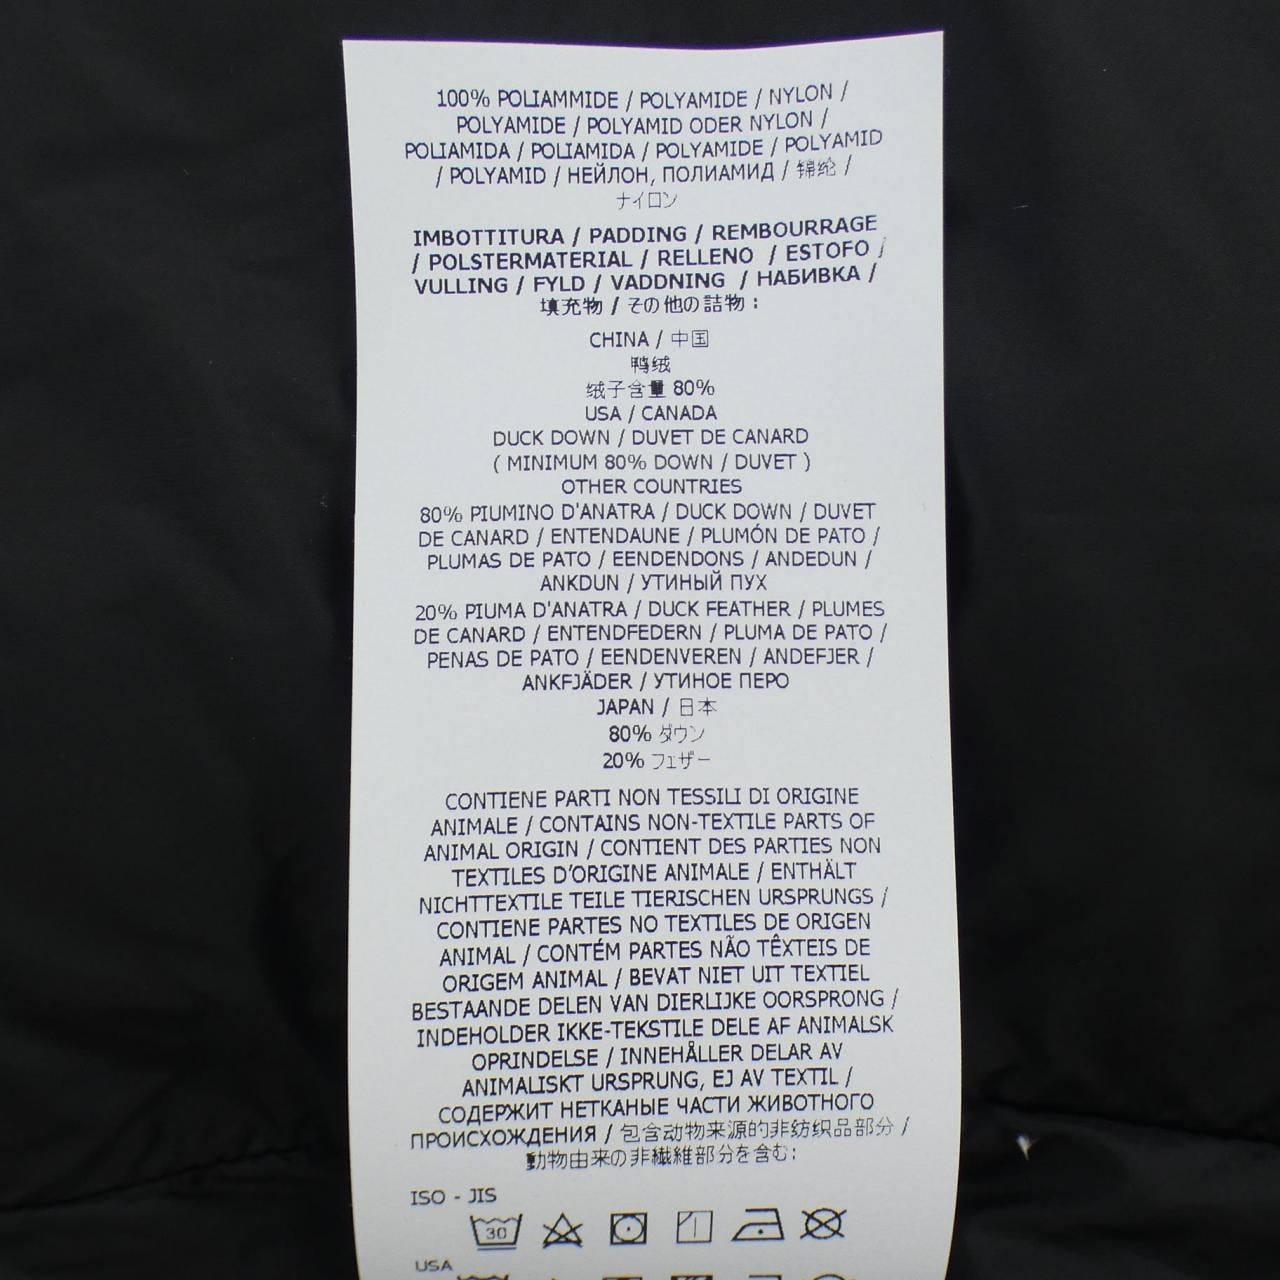 100% POLIAMMIDE / POLYAMIDE / NYLON /
POLYAMIDE / POLYAMID ODER NYLON /
POLIAMIDA / POLIAMIDA / POLYAMIDE / POLYAMID
/ POLYAMID / НЕЙЛОН, ПОЛИАМИД / 锦纶 /
ナイロン
IMBOTTITURA / PADDING / REMBOURRAGE
/ POLSTERMATERIAL / RELLENO / ESTOFO /
VULLING / FYLD / VADDNING / НАБИВКА /
填充物 / その他の詰物 :
CHINA / 中国
鸭绒
绒子含量 80%
USA / CANADA
DUCK DOWN / DUVET DE CANARD
( MINIMUM 80% DOWN / DUVET )
OTHER COUNTRIES
80% PIUMINO D'ANATRA / DUCK DOWN / DUVET
DE CANARD / ENTENDAUNE / PLUMÓN DE PATO /
PLUMAS DE PATO / EENDENDONS / ANDEDUN /
ANKDUN / УТИНЫЙ ПУХ
20% PIUMA D'ANATRA / DUCK FEATHER / PLUMES
DE CANARD / ENTENDFEDERN / PLUMA DE PATO /
PENAS DE PATO / EENDENVEREN / ANDEFJER /
ANKFJÄDER / УТИНОЕ ПЕРО
JAPAN / 日本
80% ダウン
20% フェザー
CONTIENE PARTI NON TESSILI DI ORIGINE
ANIMALE / CONTAINS NON-TEXTILE PARTS OF
ANIMAL ORIGIN / CONTIENT DES PARTIES NON
TEXTILES D'ORIGINE ANIMALE / ENTHÄLT
NICHTTEXTILE TEILE TIERISCHEN URSPRUNGS /
CONTIENE PARTES NO TEXTILES DE ORIGEN
ANIMAL / CONTÉM PARTES NÃO TÊXTEIS DE
ORIGEM ANIMAL / BEVAT NIET UIT TEXTIEL
BESTAANDE DELEN VAN DIERLIJKE OORSPRONG /
INDEHOLDER IKKE-TEKSTILE DELE AF ANIMALSK
OPRINDELSE / INNEHÅLLER DELAR AV
ANIMALISKT URSPRUNG, EJ AV TEXTIL /
СОДЕРЖИТ НЕТКАНЫЕ ЧАСТИ ЖИВОТНОГО
ПРОИСХОЖДЕНИЯ / 包含动物来源的非纺织品部分 /
動物由来の非繊維部分を含む:
ISO - JIS
30
USA